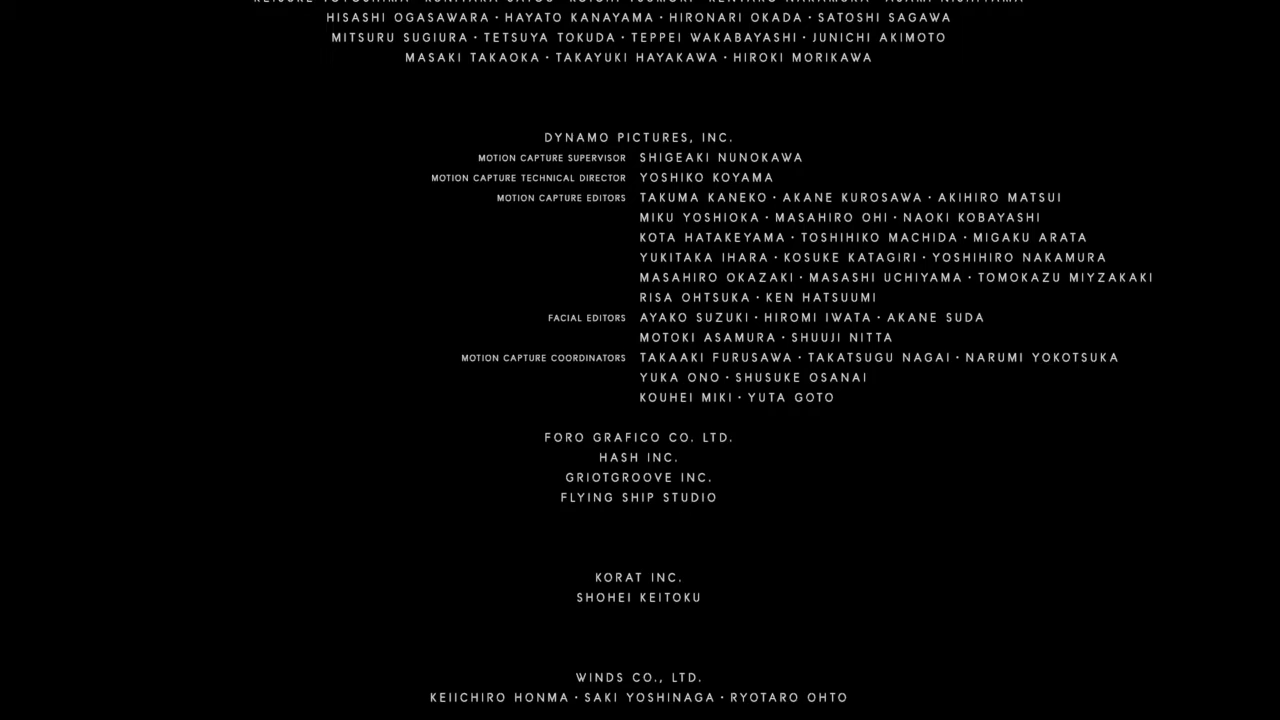 HISASHI OGASAWARA · HAYATO KANAYAMA · HIRONARI OKADA · SATOSHI SAGAWA
MITSURU SUGIURA · TETSUYA TOKUDA · TEPPEI WAKABAYASHI · JUNICHI AKIMOTO
MASAKI TAKAOKA · TAKAYUKI HAYAKAWA · HIROKI MORIKAWA
DYNAMO PICTURES, INC.
MOTION CAPTURE SUPERVISOR SHIGEAKI NUNOKAWA
MOTION CAPTURE TECHNICAL DIRECTOR YOSHIKO KOYAMA
MOTION CAPTURE EDITORS TAKUMA KANEKO · AKANE KUROSAWA · AKIHIRO MATSUI
MIKU YOSHIOKA · MASAHIRO OHI · NAOKI KOBAYASHI
KOTA HATAKEYAMA · TOSHIHIKO MACHIDA · MIGAKU ARATA
YUKITAKA IHARA · KOSUKE KATAGIRI · YOSHIHIRO NAKAMURA
MASAHIRO OKAZAKI · MASASHI UCHIYAMA · TOMOKAZU MIYZAKAKI
RISA OHTSUKA · KEN HATSUUMI
FACIAL EDITORS AYAKO SUZUKI · HIROMI IWATA · AKANE SUDA
MOTOKI ASAMURA · SHUUJI NITTA
MOTION CAPTURE COORDINATORS TAKAAKI FURUSAWA · TAKATSUGU NAGAI · NARUMI YOKOTSUKA
YUKA ONO · SHUSUKE OSANAI
KOUHEI MIKI · YUTA GOTO
FORO GRAFICO CO. LTD.
HASH INC.
GRIOTGROOVE INC.
FLYING SHIP STUDIO
KORAT INC.
SHOHEI KEITOKU
WINDS CO., LTD.
KEIICHIRO HONMA · SAKI YOSHINAGA · RYOTARO OHTO